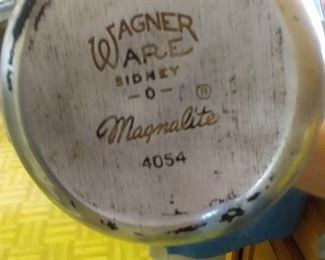 WAGNER
WARE
SIDNEY
-O- ®
Magnalite
4054